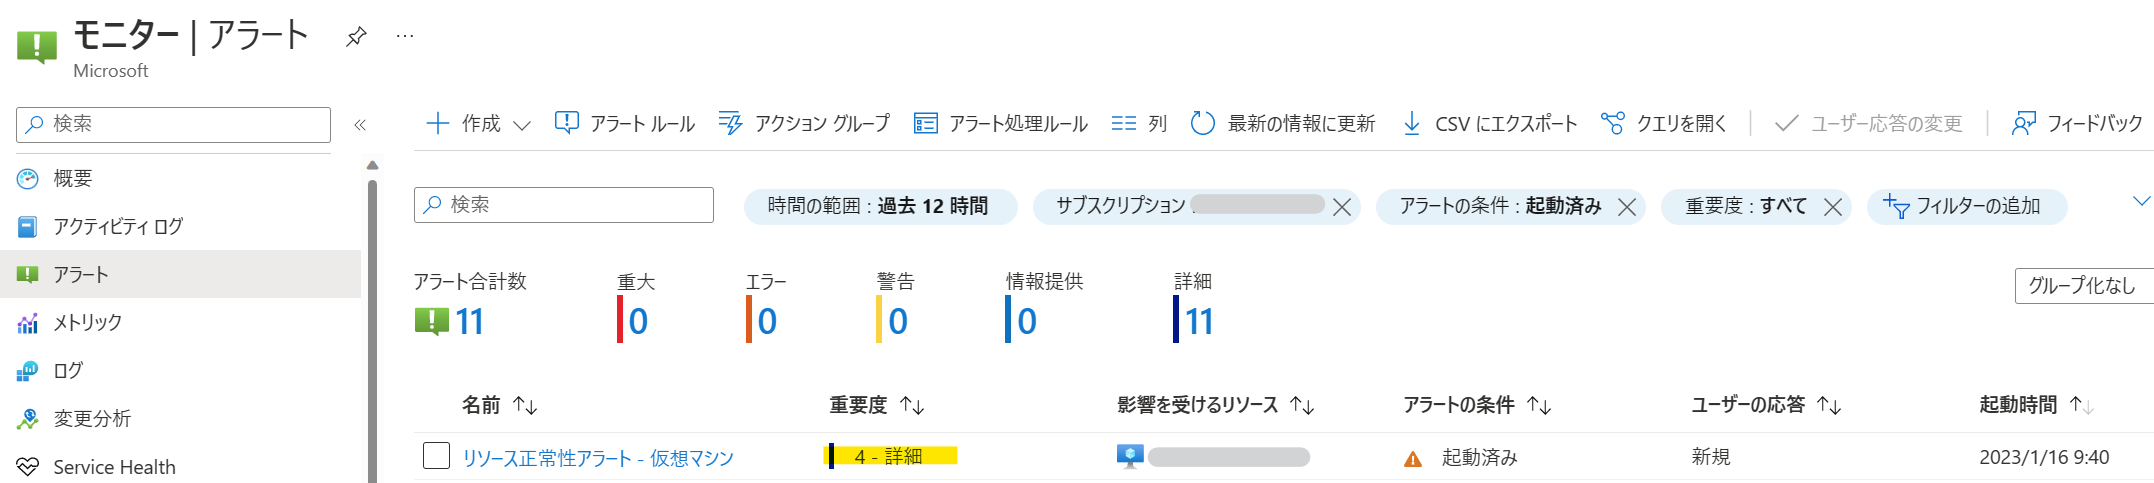 モニター | アラート
Microsoft
検索
概要
アクティビティ ログ
アラート
メトリック
ログ
変更分析
Service Health
作成 アラート ルール アクション グループ アラート処理ルール 列 最新の情報に更新 CSV にエクスポート クエリを開く ユーザー応答の変更 フィードバック
検索 時間の範囲 : 過去 12 時間 サブスクリプション : アラートの条件 : 起動済み 重要度 : すべて フィルターの追加
アラート合計数 重大 エラー 警告 情報提供 詳細
11 0 0 0 0 11
グループ化なし
名前 重要度 影響を受けるリソース アラートの条件 ユーザーの応答 起動時間
リソース正常性アラート - 仮想マシン 4 - 詳細 起動済み 新規 2023/1/16 9:40